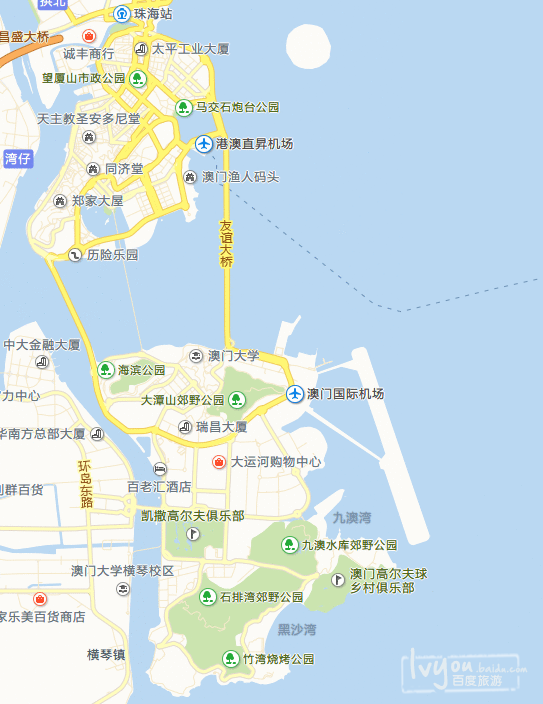 拱北
珠海站
昌盛大桥
诚丰商行
太平工业大厦
望厦山市政公园
马交石炮台公园
天主教圣安多尼堂
港澳直昇机场
湾仔
同济堂
澳门渔人码头
郑家大屋
友谊大桥
历险乐园
中大金融大厦
澳门大学
海滨公园
大潭山郊野公园
澳门国际机场
力中心
瑞昌大厦
华南方总部大厦
大运河购物中心
环岛东路
百老汇酒店
利群百货
凯撒高尔夫俱乐部
九澳湾
九澳水库郊野公园
澳门大学横琴校区
澳门高尔夫球
乡村俱乐部
石排湾郊野公园
家乐美百货商店
黑沙湾
横琴镇
竹湾烧烤公园
lvyou.baidu.com
百度旅游